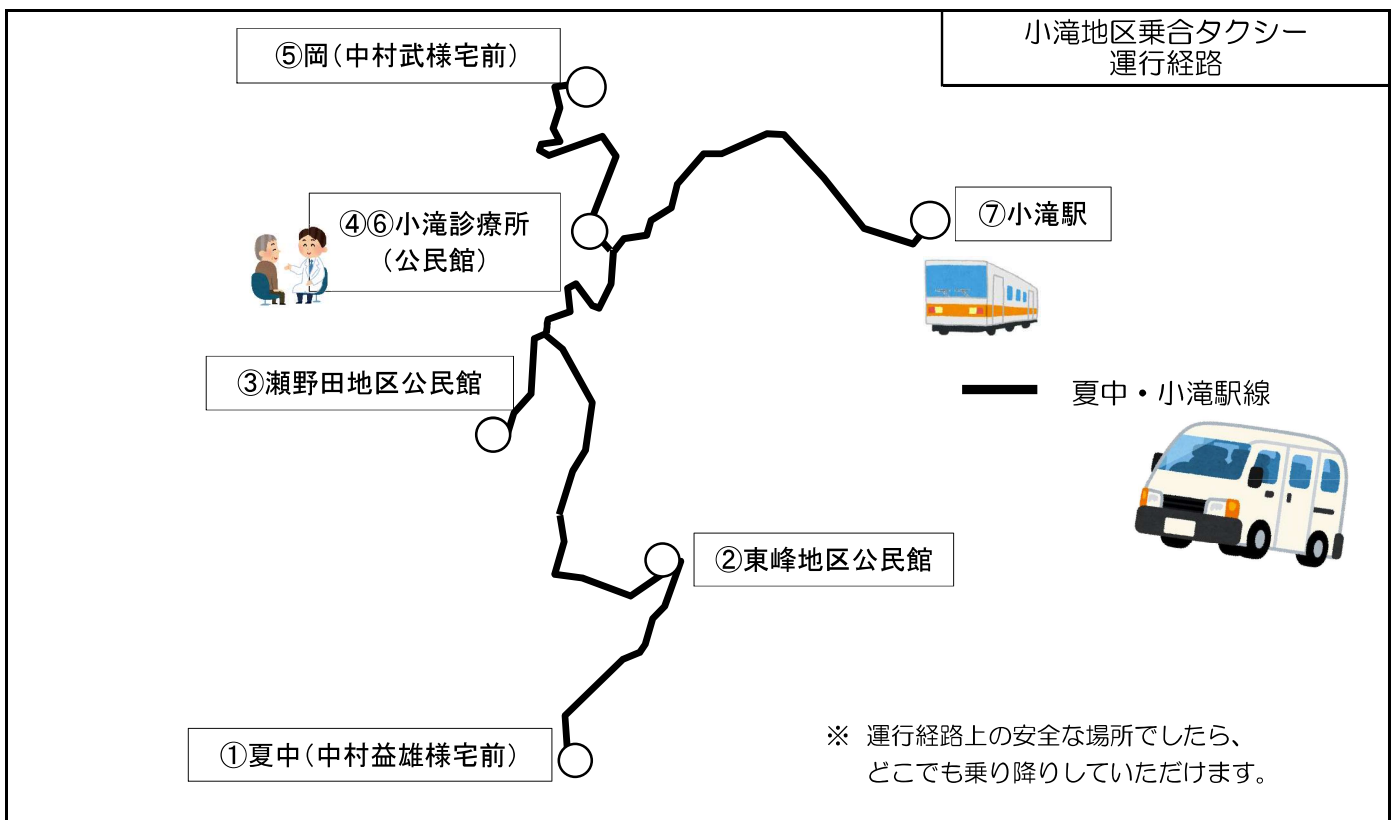 小滝地区乗合タクシー
運行経路
⑤岡(中村武様宅前)
④⑥小滝診療所
(公民館)
⑦小滝駅
③瀬野田地区公民館
夏中・小滝駅線
②東峰地区公民館
①夏中(中村益雄様宅前)
※ 運行経路上の安全な場所でしたら、
どこでも乗り降りしていただけます。